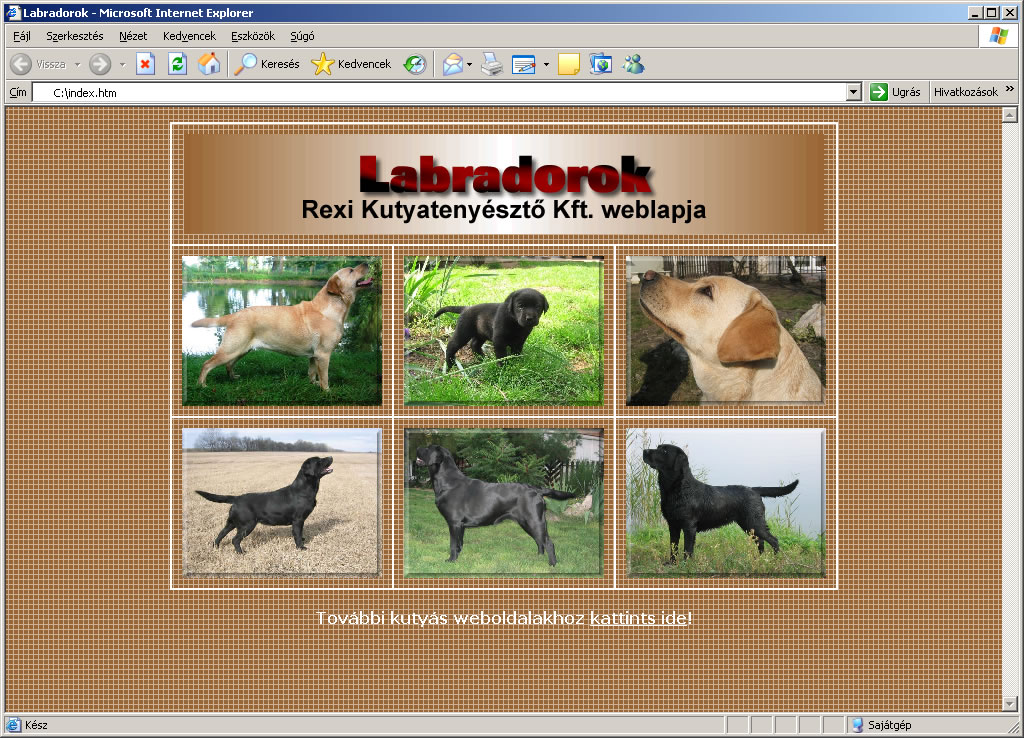 Labradorok - Microsoft Internet Explorer
Fájl Szerkesztés Nézet Kedvencek Eszközök Súgó
Vissza Keresés Kedvencek
Cím C:\index.htm Ugrás Hivatkozások »
Labradorok
Rexi Kutyatenyésztő Kft. weblapja
További kutyás weboldalakhoz kattints ide!
Kész Sajátgép